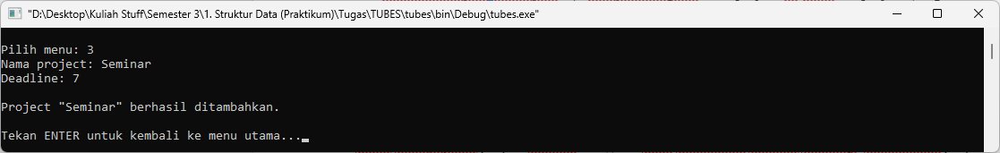 "D:\Desktop\Kuliah Stuff\Semester 3\1. Struktur Data (Praktikum)\Tugas\TUBES\tubes\bin\Debug\tubes.exe"
Pilih menu: 3
Nama project: Seminar
Deadline: 7
Project "Seminar" berhasil ditambahkan.
Tekan ENTER untuk kembali ke menu utama...